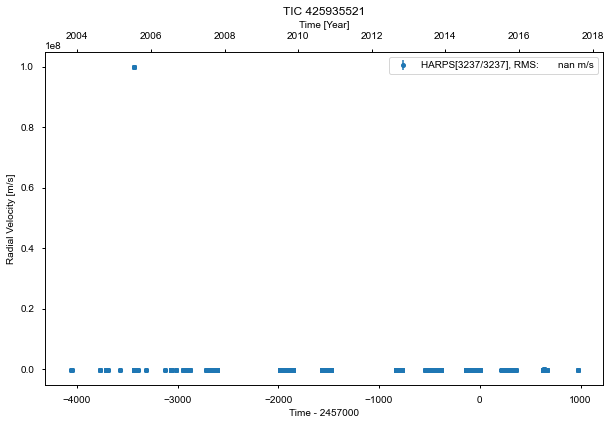 TIC 425935521
Time [Year]
2004 2006 2008 2010 2012 2014 2016 2018
1e8
HARPS[3237/3237], RMS: nan m/s
1.0
0.8
0.6
0.4
0.2
0.0
Radial Velocity [m/s]
−4000 −3000 −2000 −1000 0 1000
Time - 2457000